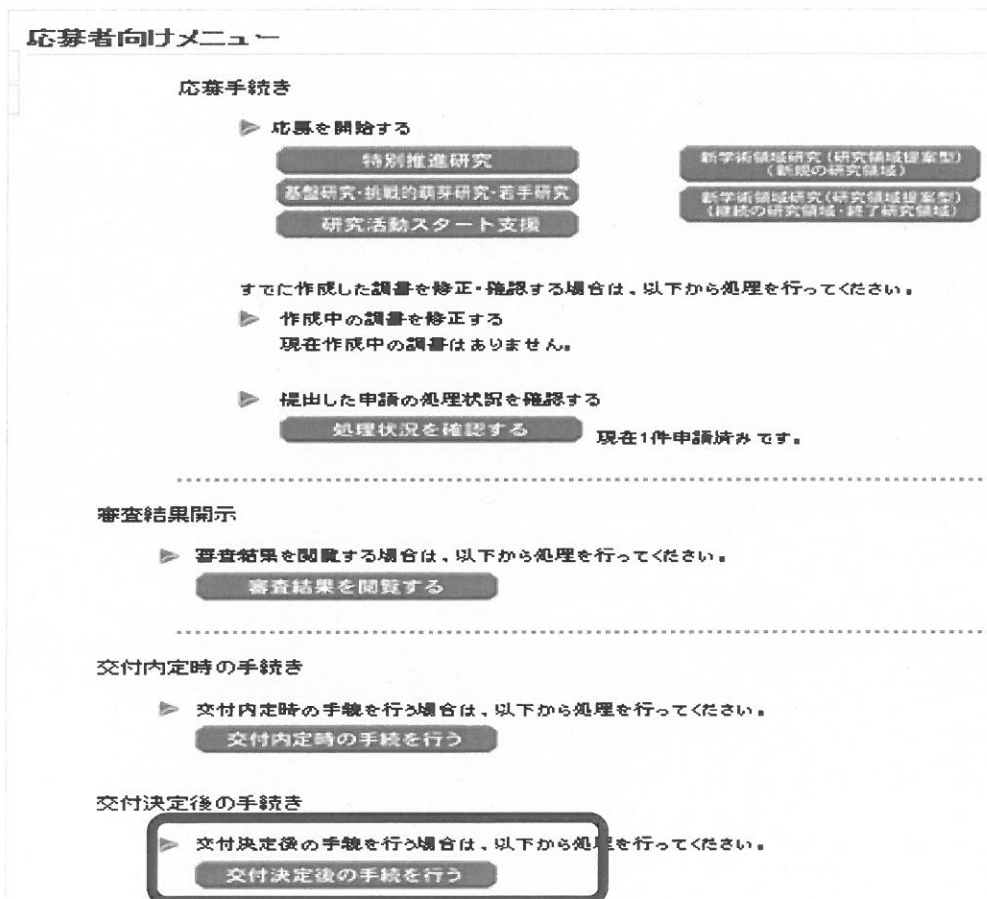 応募者向けメニュー
応募手続き
応募を開始する
特別推進研究
基盤研究・挑戦的萌芽研究・若手研究
研究活動スタート支援
新学術領域研究(研究領域提案型)
(新規の研究領域)
新学術領域研究(研究領域提案型)
(継続の研究領域・終了研究領域)
すでに作成した調書を修正・確認する場合は、以下から処理を行ってください。
作成中の調書を修正する
現在作成中の調書はありません。
提出した申請の処理状況を確認する
処理状況を確認する
現在1件申請済みです。
審査結果開示
審査結果を閲覧する場合は、以下から処理を行ってください。
審査結果を閲覧する
交付内定時の手続き
交付内定時の手続を行う場合は、以下から処理を行ってください。
交付内定時の手続を行う
交付決定後の手続き
交付決定後の手続を行う場合は、以下から処理を行ってください。
交付決定後の手続を行う